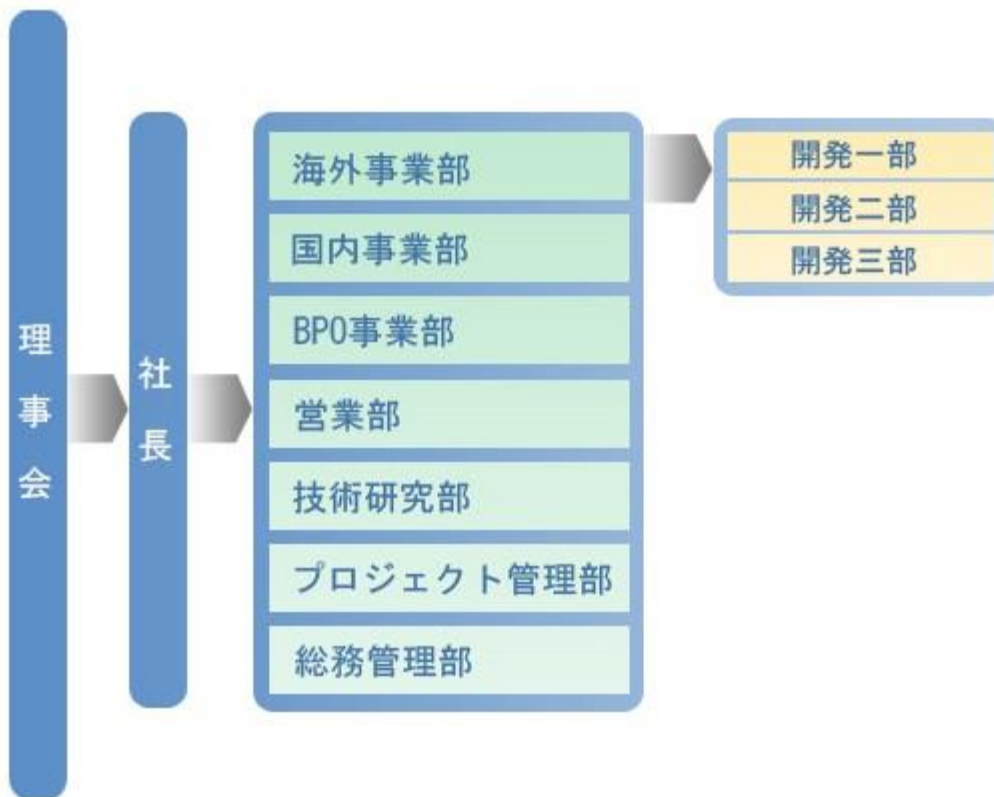 理事会
社長
海外事業部
国内事業部
BPO事業部
営業部
技術研究部
プロジェクト管理部
総務管理部
開発一部
開発二部
開発三部